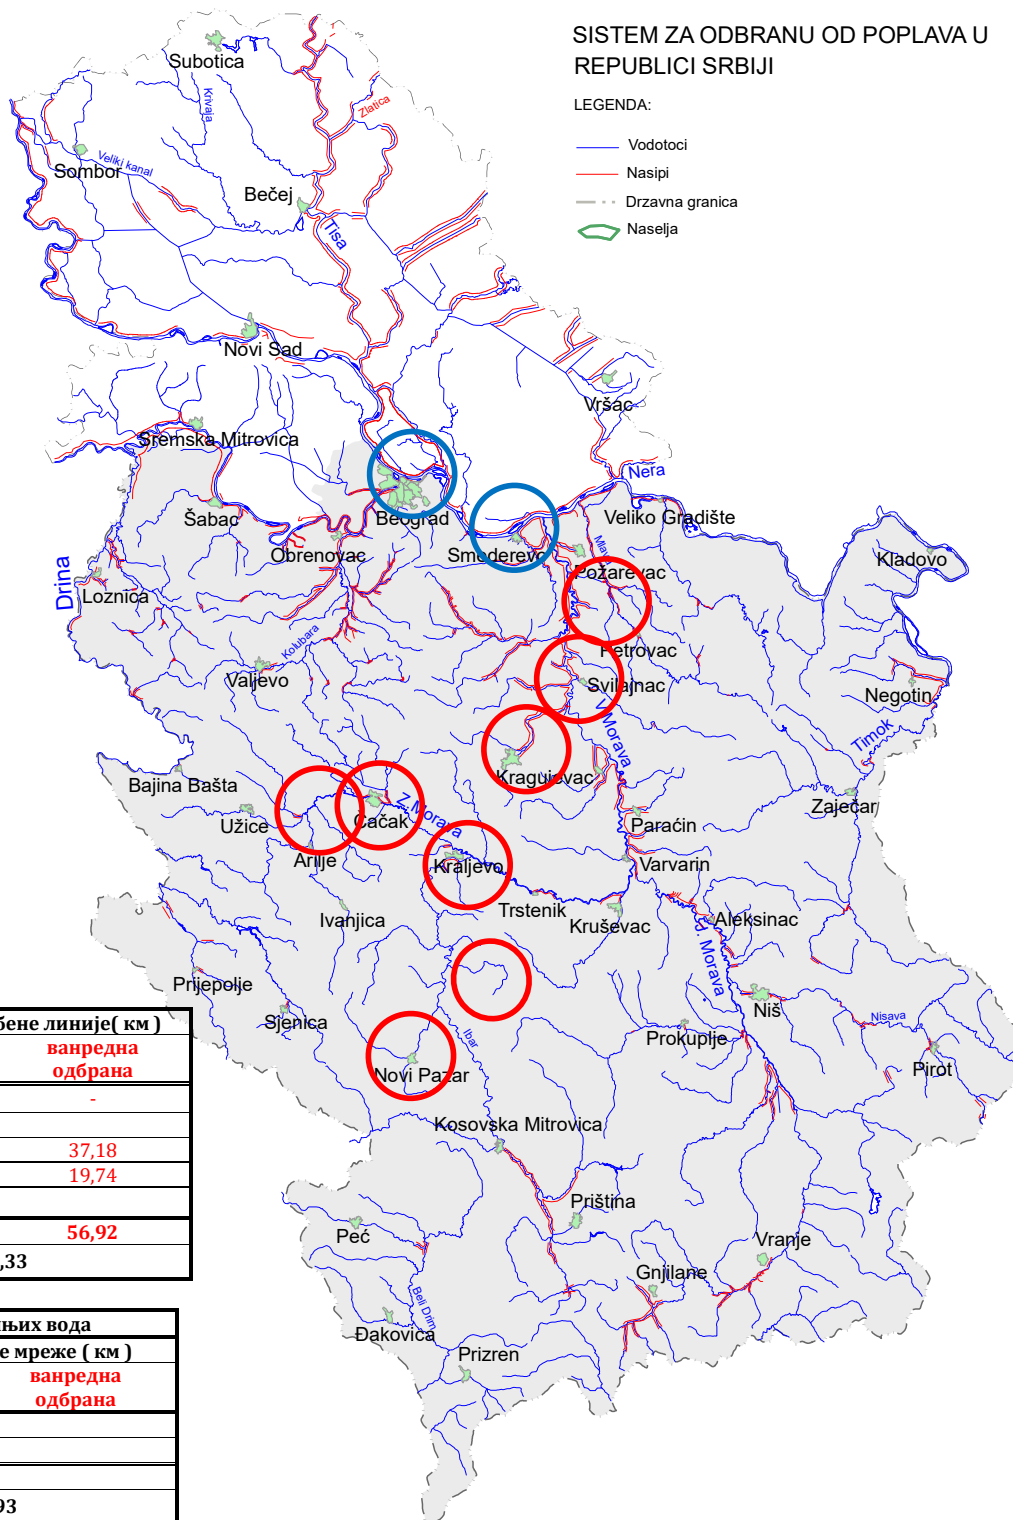 SISTEM ZA ODBRANU OD POPLAVA U
REPUBLICI SRBIJI
LEGENDA:
Vodotoci
Nasipi
Drzavna granica
Naselja
Subotica
Krivaja
Zlatica
Sombor
Veliki kanal
Bečej
Tisa
Novi Sad
Vršac
Sremska Mitrovica
Nera
Šabac
Beograd
Veliko Gradište
Obrenovac
Smederevo
Mlava
Kladovo
Drina
Loznica
Požarevac
Kolubara
Petrovac
Valjevo
Svilajnac
Negotin
V. Morava
Timok
Bajina Bašta
Kragujevac
Užice
Čačak
Z. Morava
Zaječar
Paraćin
Arilje
Kraljevo
Varvarin
Ivanjica
Trstenik
Kruševac
Aleksinac
J. Morava
Prijepolje
Sjenica
Niš
Nisava
Ibar
Prokuplje
Novi Pazar
Pirot
Kosovska Mitrovica
Priština
Peć
Vranje
Gnjilane
Beli Drim
Đakovica
Prizren
бене линије( км )
ванредна
одбрана
-
37,18
19,74
56,92
,33
њих вода
е мреже ( км )
ванредна
одбрана
93